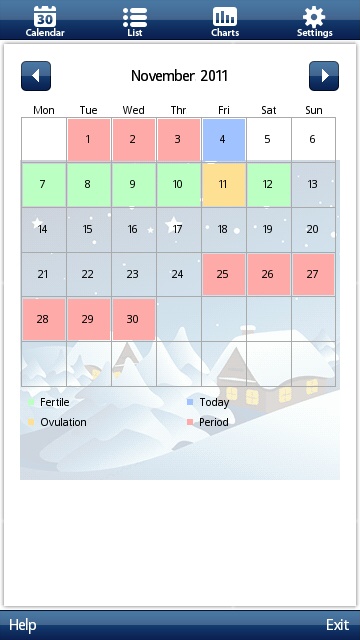 30
Calendar List Charts Settings
November 2011
Mon Tue Wed Thr Fri Sat Sun
1 2 3 4 5 6
7 8 9 10 11 12 13
14 15 16 17 18 19 20
21 22 23 24 25 26 27
28 29 30
Fertile Today
Ovulation Period
Help Exit